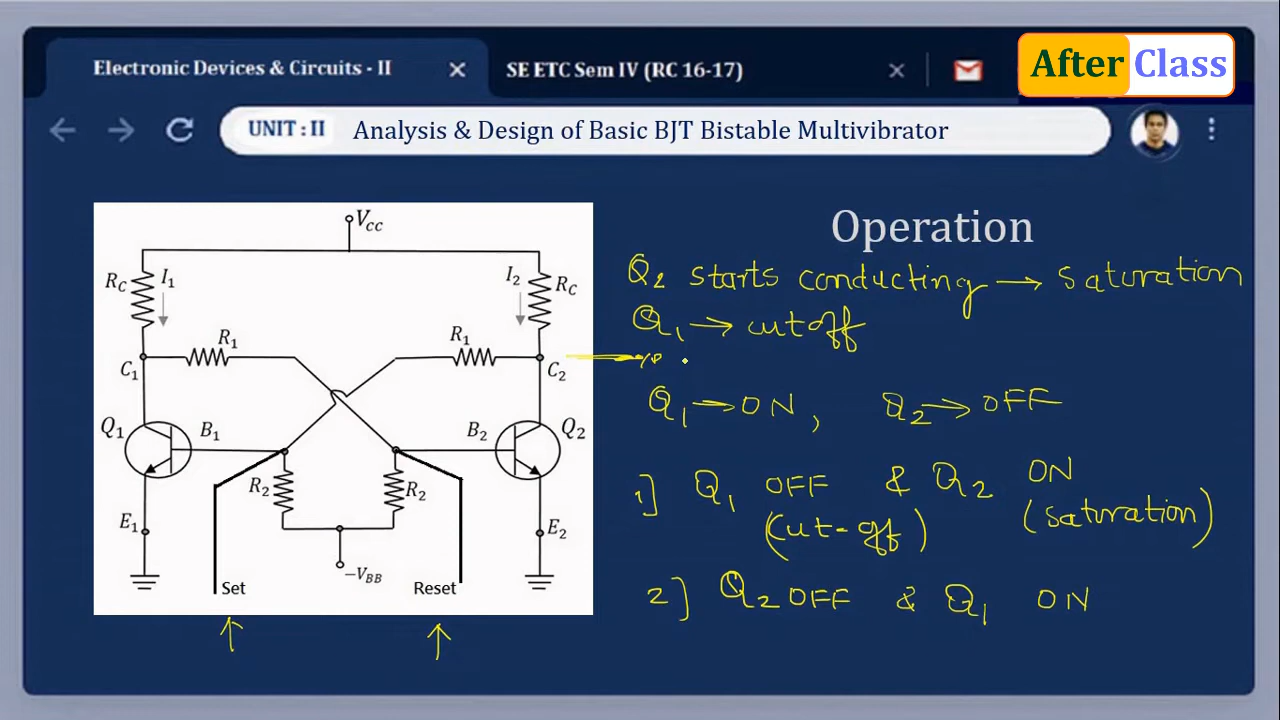 Electronic Devices & Circuits - II
SE ETC Sem IV (RC 16-17)
After Class
UNIT : II
Analysis & Design of Basic BJT Bistable Multivibrator
Operation
VCC
RC
I1
I2
RC
R1
R1
C1
C2
Q1
B1
B2
Q2
R2
R2
E1
E2
-VBB
Set
Reset
Q2 starts conducting → saturation
Q1 → cutoff
Q1 → ON, Q2 → OFF
1] Q1 OFF & Q2 ON
(cut-off) (saturation)
2] Q2 OFF & Q1 ON